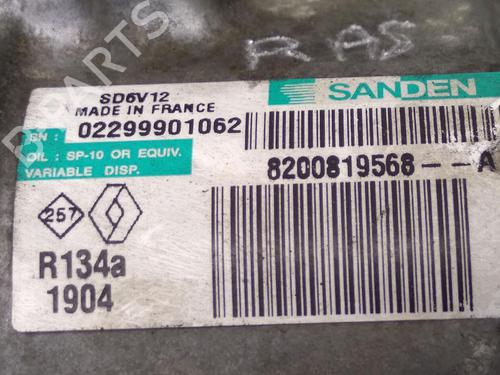 R AS
B PARTS
SD6V12
MADE IN FRANCE
SANDEN
SN : 02299901062
OIL : SP-10 OR EQUIV.
VARIABLE DISP.
8200819568--A
257
R134a
1904